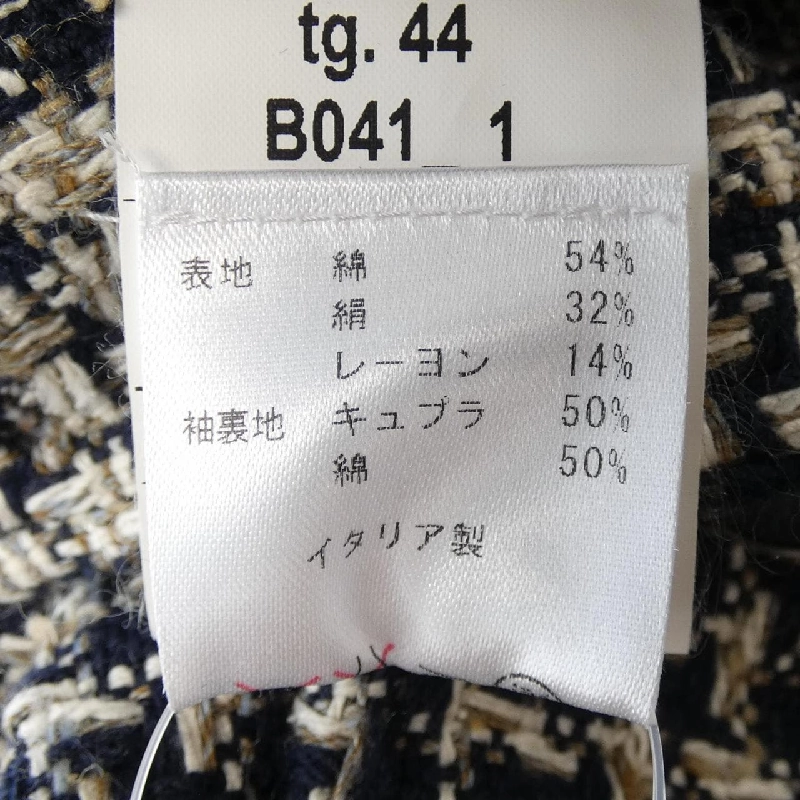 tg. 44
B041_ 1
表地 綿 54%
絹 32%
レーヨン 14%
袖裏地 キュプラ 50%
綿 50%
イタリア製